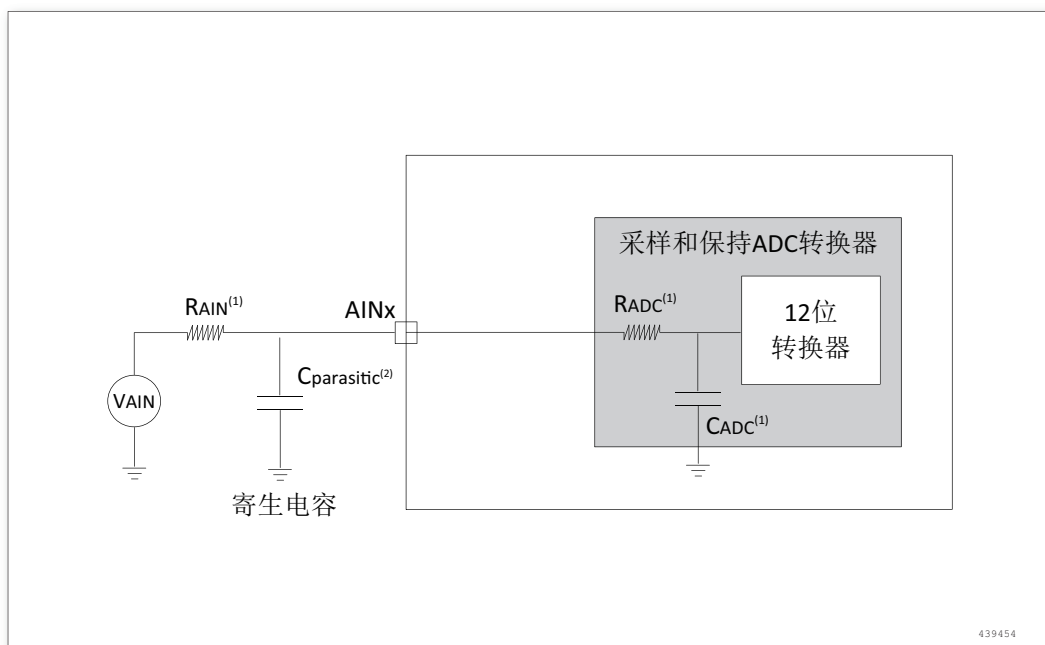 采样和保持ADC转换器
RAIN(1)
AINx
RADC(1)
12位
转换器
VAIN
Cparasitic(2)
CADC(1)
寄生电容
439454